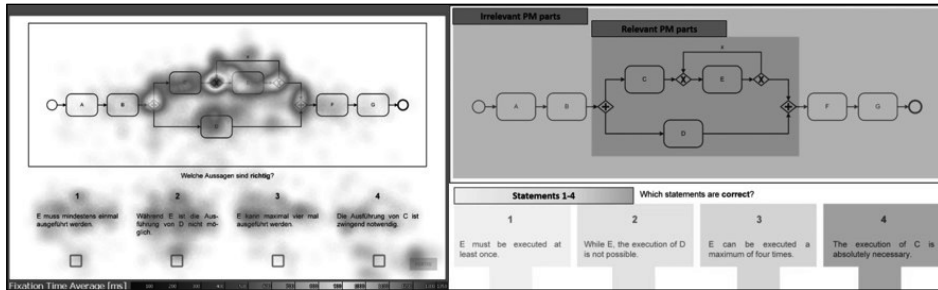 A
B
F
G
Welche Aussagen sind richtig?
1
2
3
4
E muss mindestens einmal
ausgeführt werden.
Während E ist die Aus-
führung von D nicht mö-
glich.
E kann maximal vier mal
ausgeführt werden.
Die Ausführung von C ist
zwingend notwendig.
Fixation Time Average [ms]
Irrelevant PM parts
Relevant PM parts
A
B
C
E
D
F
G
Statements 1-4
Which statements are correct?
1
2
3
4
E must be executed at
least once.
While E, the execution of D
is not possible.
E can be executed a
maximum of four times.
The execution of C is
absolutely necessary.